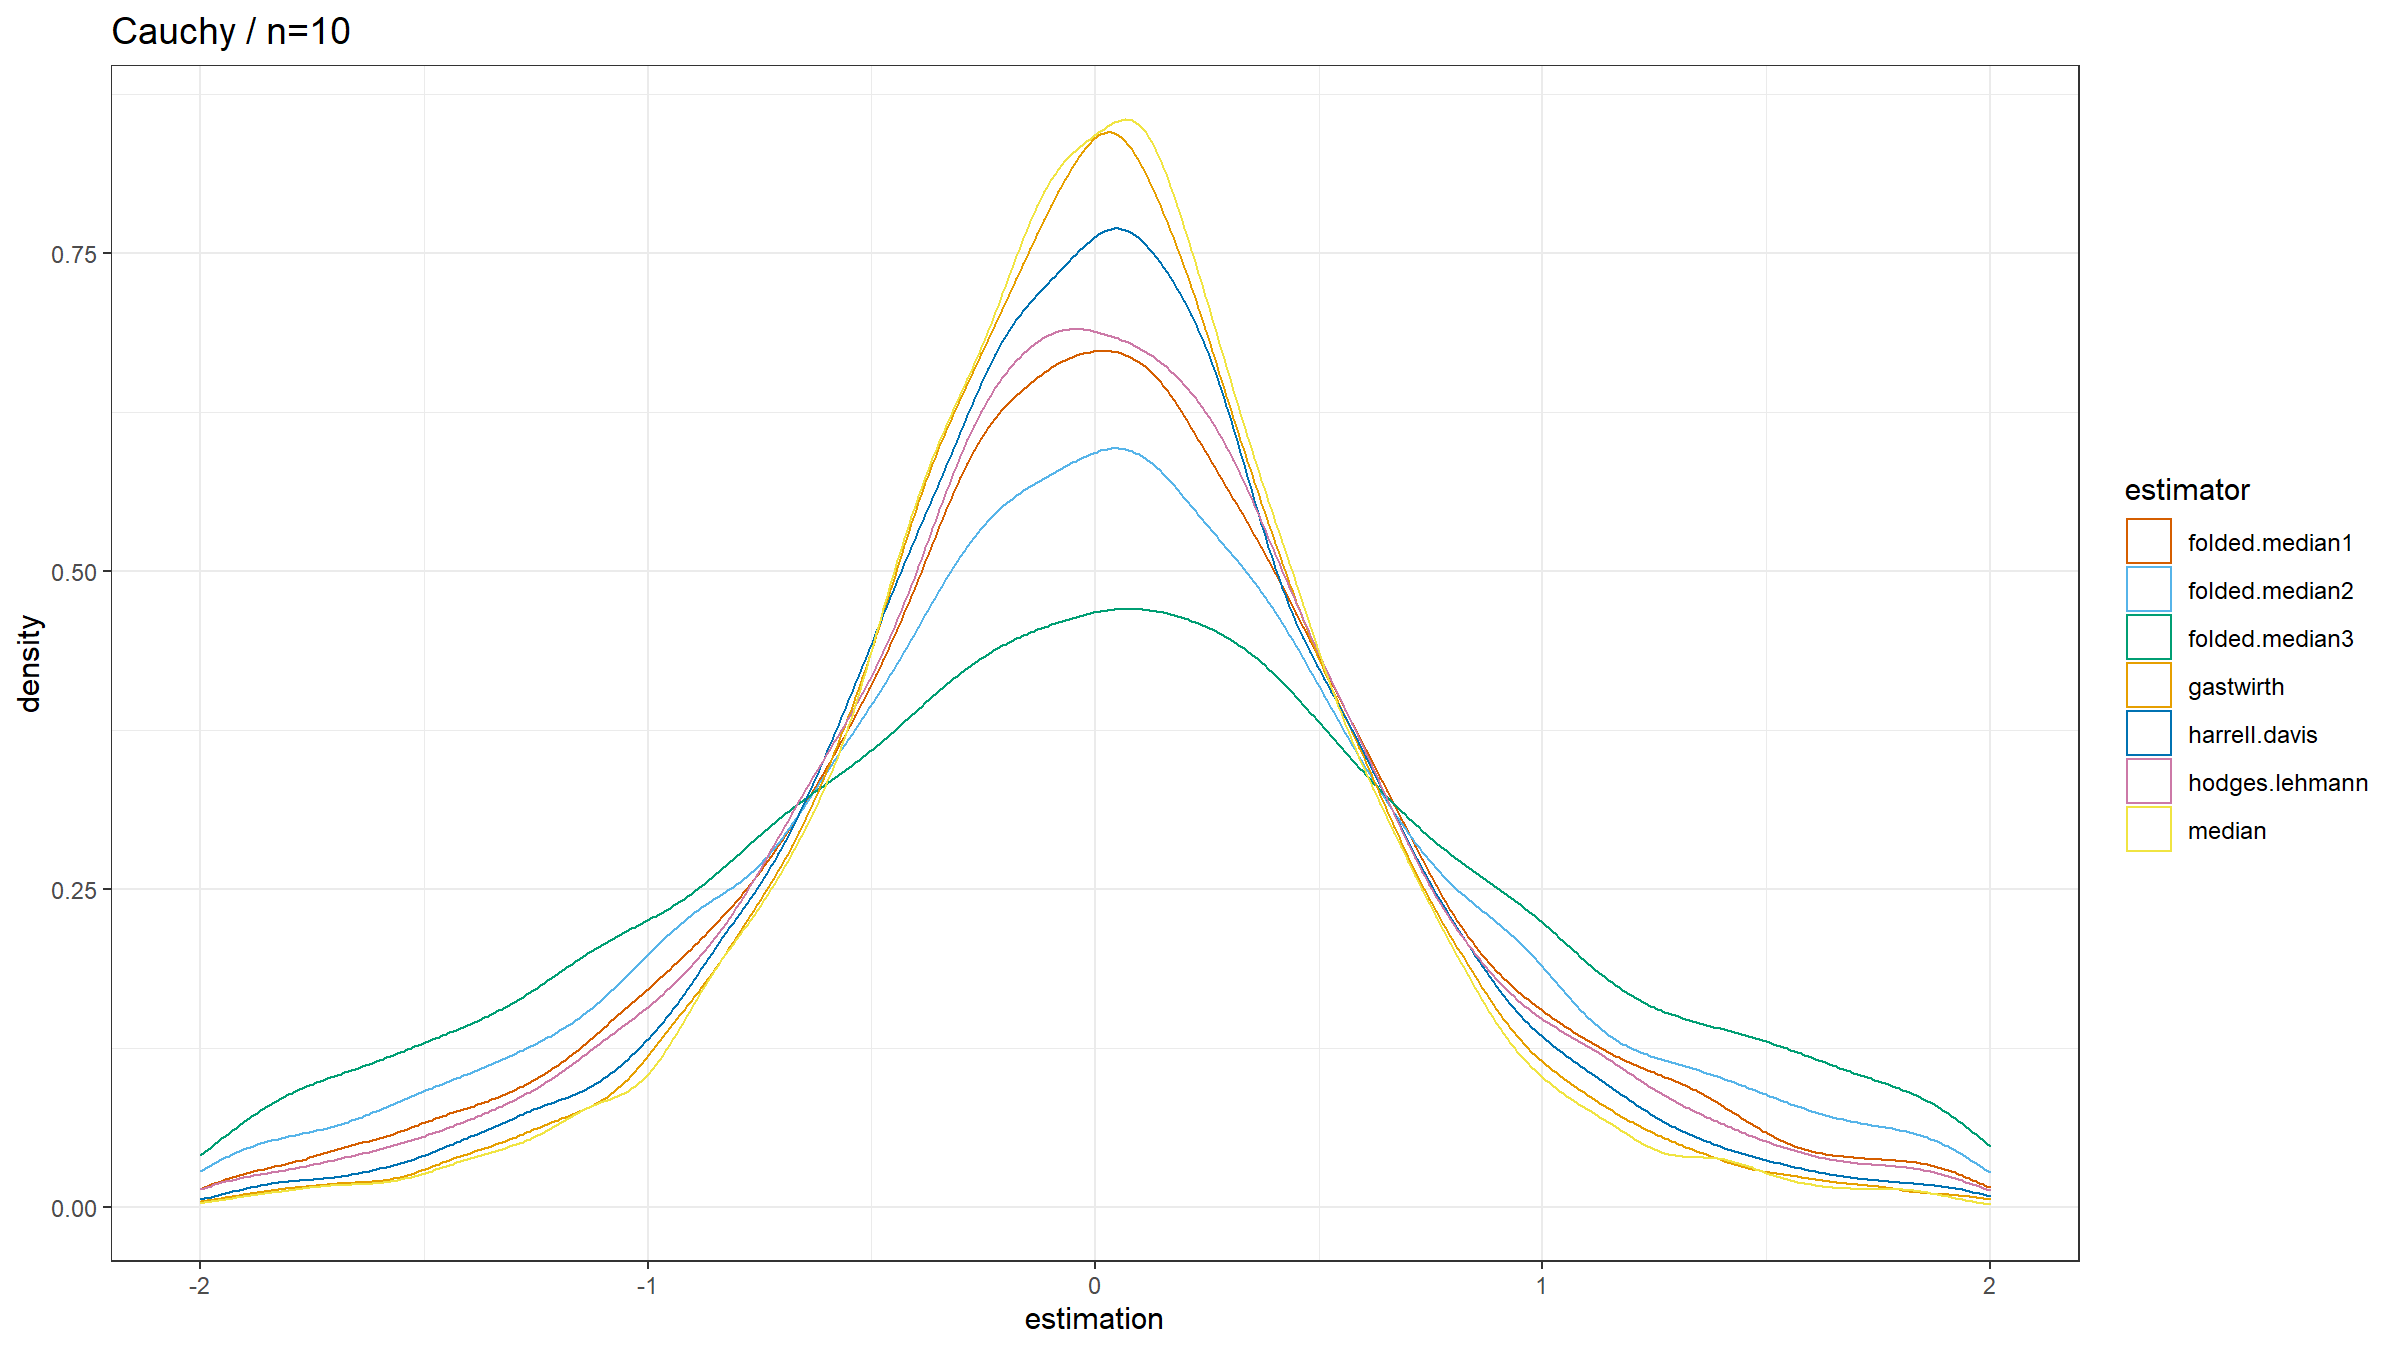 Cauchy / n=10
density
0.75
0.50
0.25
0.00
-2 -1 0 1 2
estimation
estimator
folded.median1
folded.median2
folded.median3
gastwirth
harrell.davis
hodges.lehmann
median